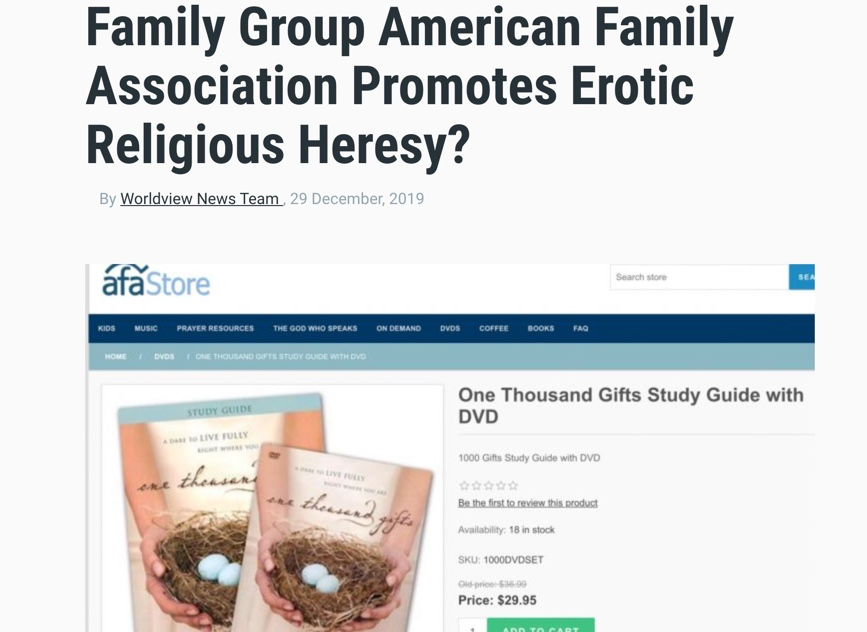 Family Group American Family
Association Promotes Erotic
Religious Heresy?
By Worldview News Team , 29 December, 2019
afaStore
Search store
SEA
KIDS MUSIC PRAYER RESOURCES THE GOD WHO SPEAKS ON DEMAND DVDS COFFEE BOOKS FAQ
HOME / DVDS / ONE THOUSAND GIFTS STUDY GUIDE WITH DVD
STUDY GUIDE
A DARE TO LIVE FULLY
RIGHT WHERE YOU
one thousand
A DARE TO LIVE FULLY
RIGHT WHERE YOU ARE
one thousand gifts
One Thousand Gifts Study Guide with
DVD
1000 Gifts Study Guide with DVD
Be the first to review this product
Availability: 18 in stock
SKU: 1000DVDSET
Old price: $36.99
Price: $29.95
1 ADD TO CART